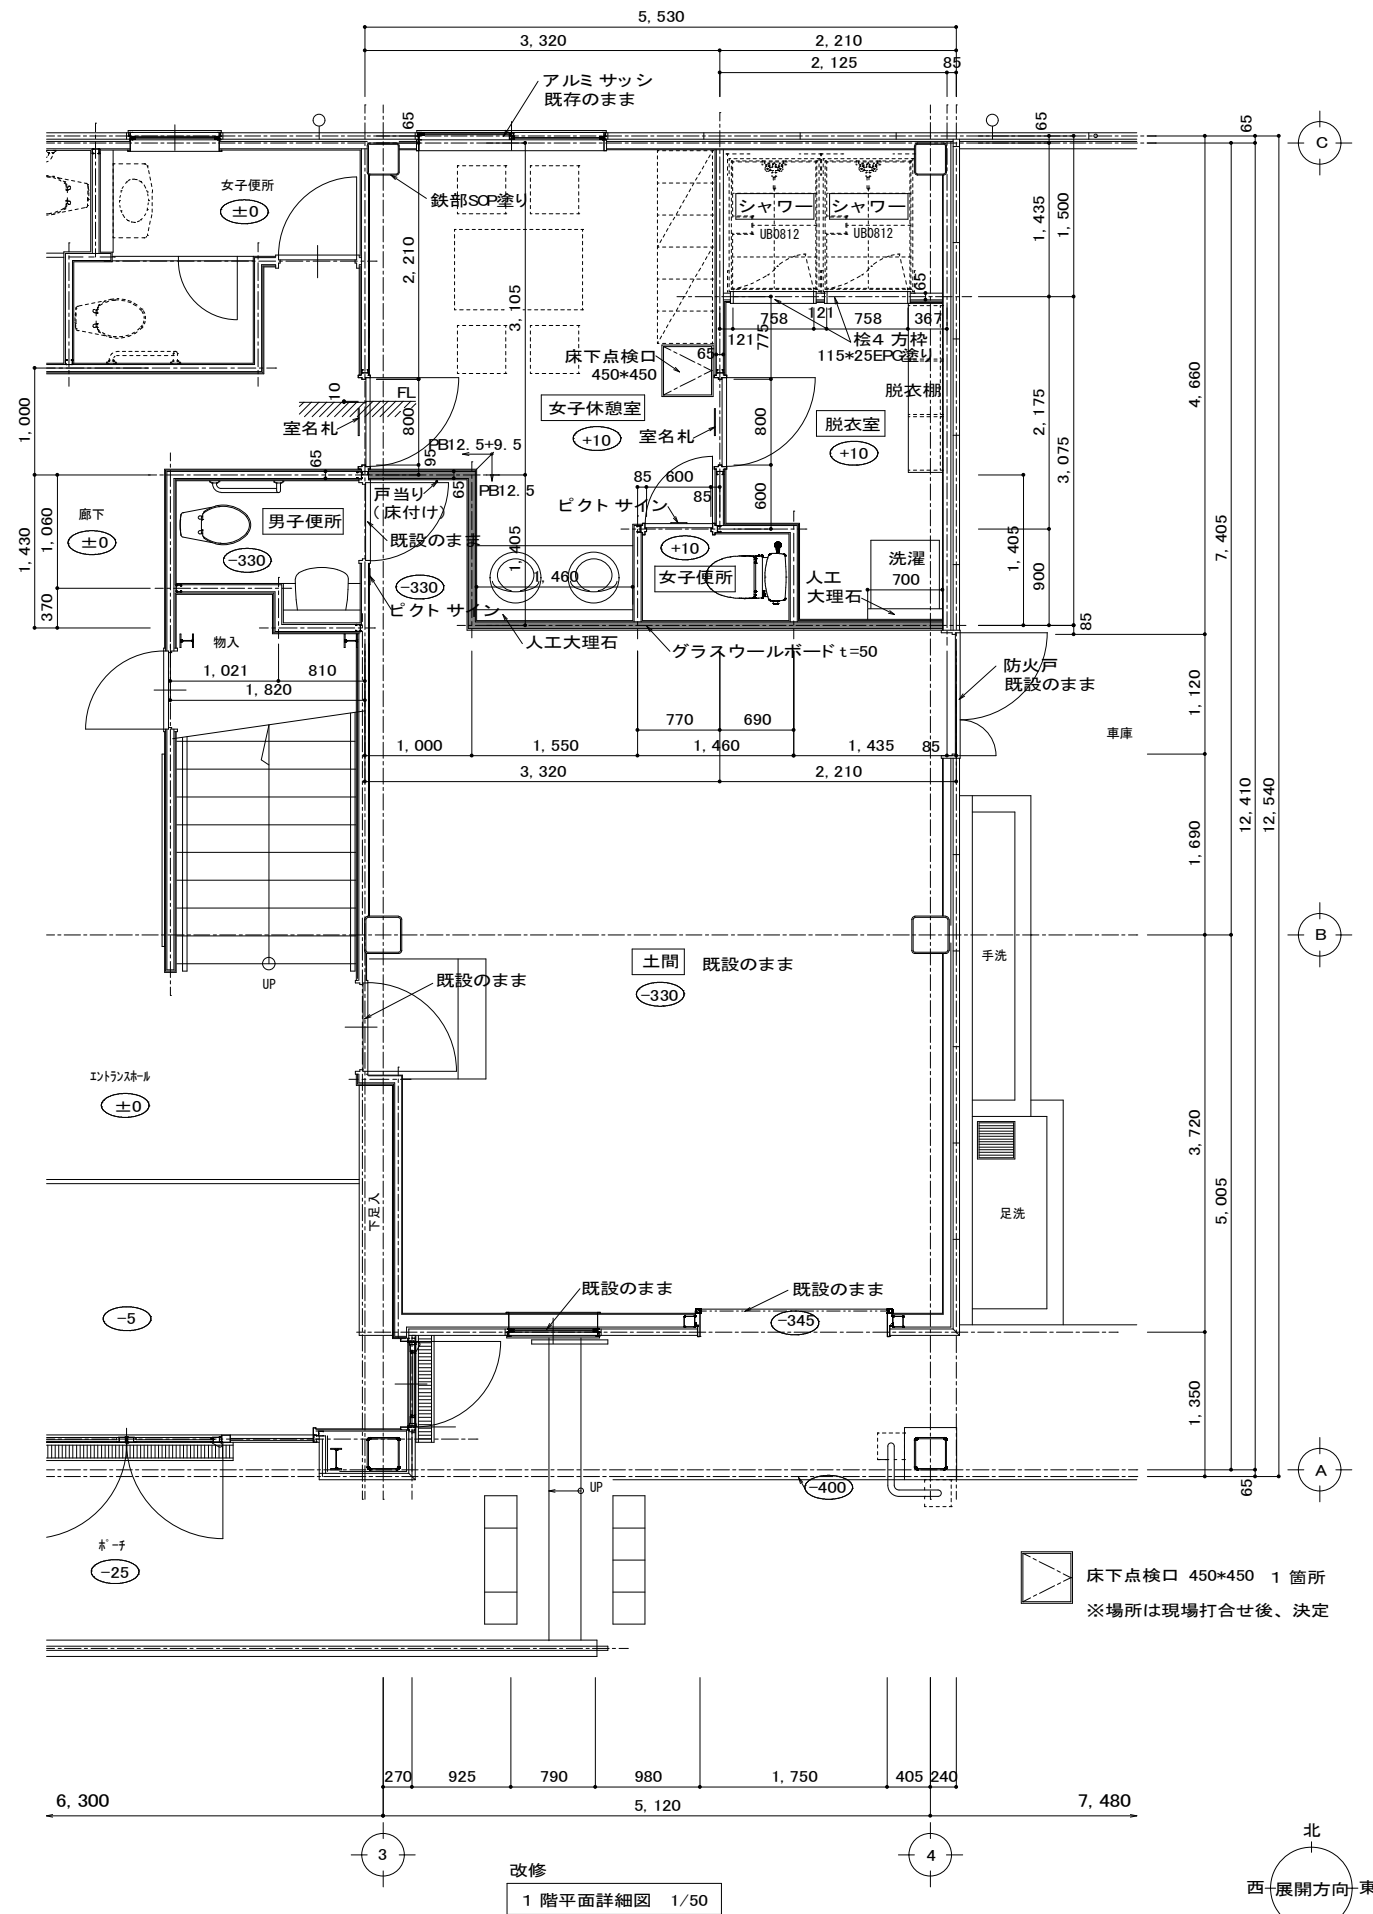 5,530
3,320
2,210
2,125
85
アルミサッシ
既存のまま
65
65
65
C
女子便所
±0
鉄部SOP塗り
シャワー
シャワー
UB0812
UB0812
1,435
1,500
2,210
3,105
65
758
121
758
367
121
775
桧4方枠
115*25EPG塗り
床下点検口
450*450
65
脱衣棚
4,660
10
FL
女子休憩室
+10
室名札
室名札
800
800
脱衣室
+10
2,175
3,075
1,000
PB12.5+9.5
95
65
65
PB12.5
戸当り
(床付け)
85
600
85
600
ピクトサイン
7,405
廊下
±0
1,430
1,060
370
男子便所
-330
既設のまま
-330
1,405
1,460
+10
女子便所
人工
大理石
洗濯
700
1,405
900
85
ピクトサイン
人工大理石
グラスウールボードt=50
物入
1,021
810
1,820
防火戸
既設のまま
1,120
770
690
車庫
1,000
1,550
1,460
1,435
85
3,320
2,210
12,410
12,540
1,690
B
土間
既設のまま
-330
手洗
UP
既設のまま
エントランスホール
±0
3,720
5,005
下足入
足洗
-5
既設のまま
既設のまま
-345
1,350
A
65
UP
-400
ポーチ
-25
床下点検口 450*450 1箇所
※場所は現場打合せ後、決定
270
925
790
980
1,750
405
240
6,300
5,120
7,480
3
4
改修
1階平面詳細図 1/50
北
西
展開方向
東